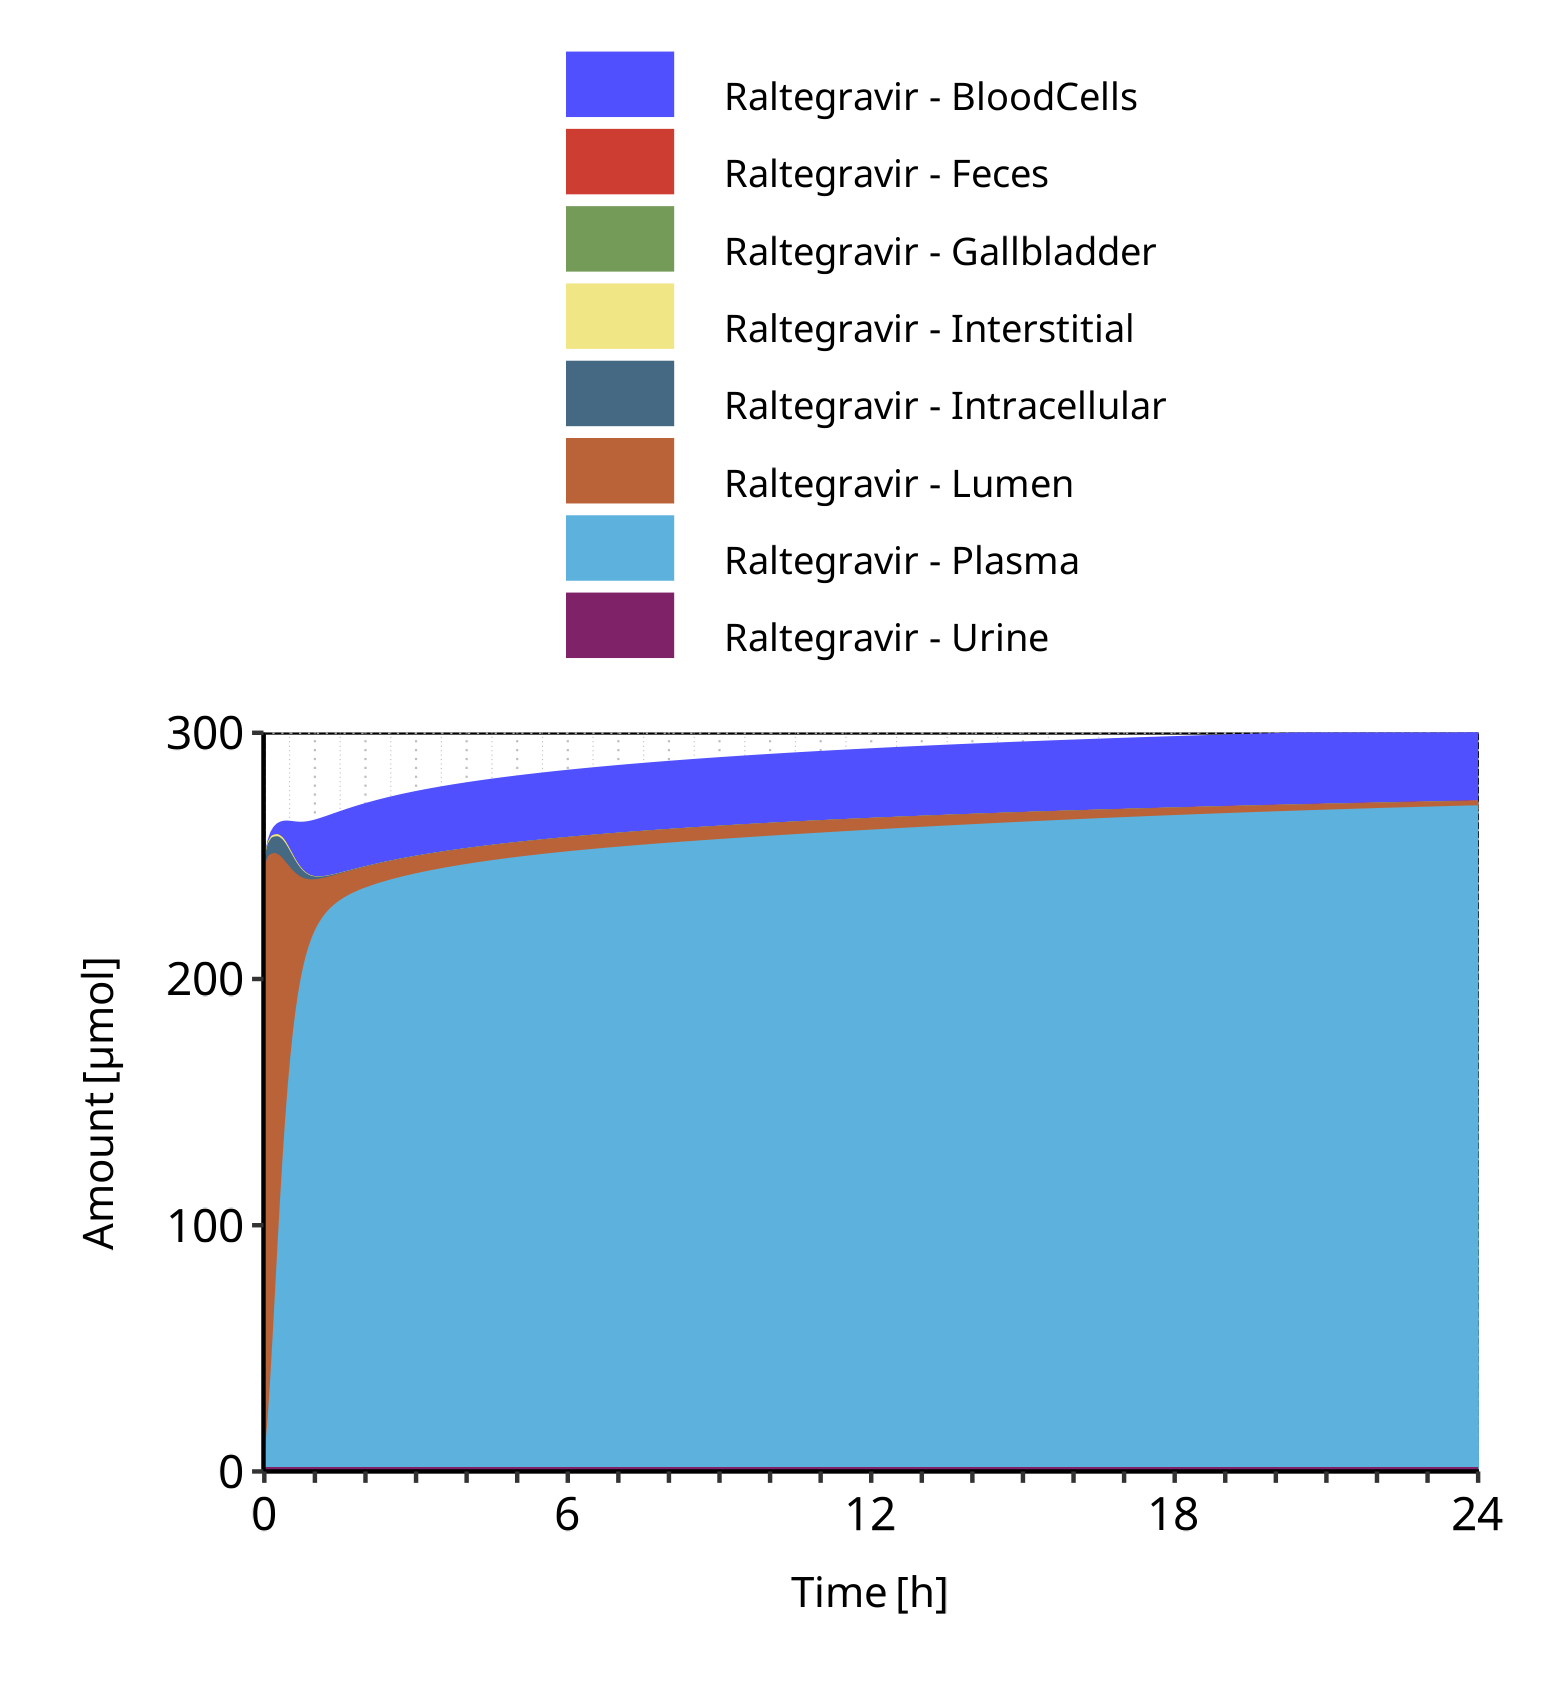 Raltegravir - BloodCells
Raltegravir - Feces
Raltegravir - Gallbladder
Raltegravir - Interstitial
Raltegravir - Intracellular
Raltegravir - Lumen
Raltegravir - Plasma
Raltegravir - Urine
300
200
100
0
Amount [µmol]
0 6 12 18 24
Time [h]